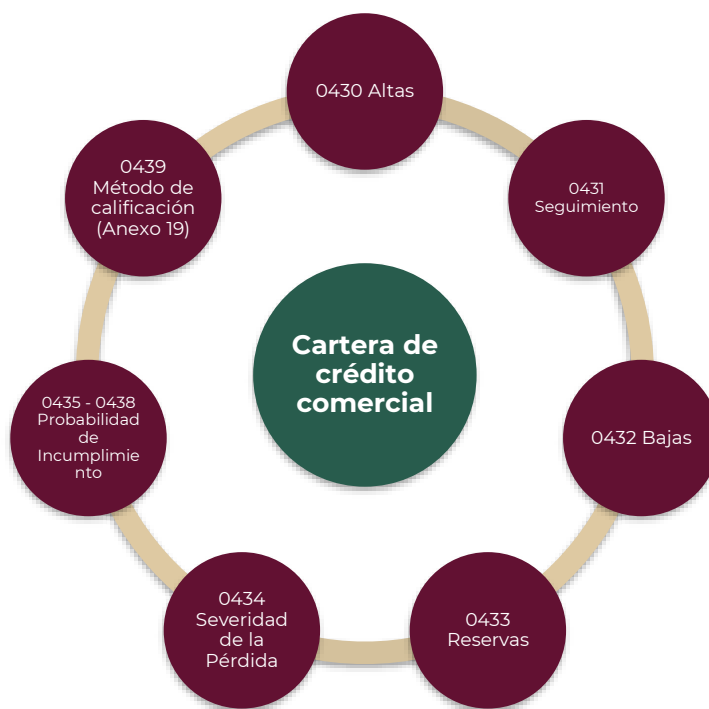 0430 Altas
0431
Seguimiento
0432 Bajas
0433
Reservas
0434
Severidad
de la
Pérdida
0435 - 0438
Probabilidad
de
Incumplimie
nto
0439
Método de
calificación
(Anexo 19)
Cartera de
crédito
comercial